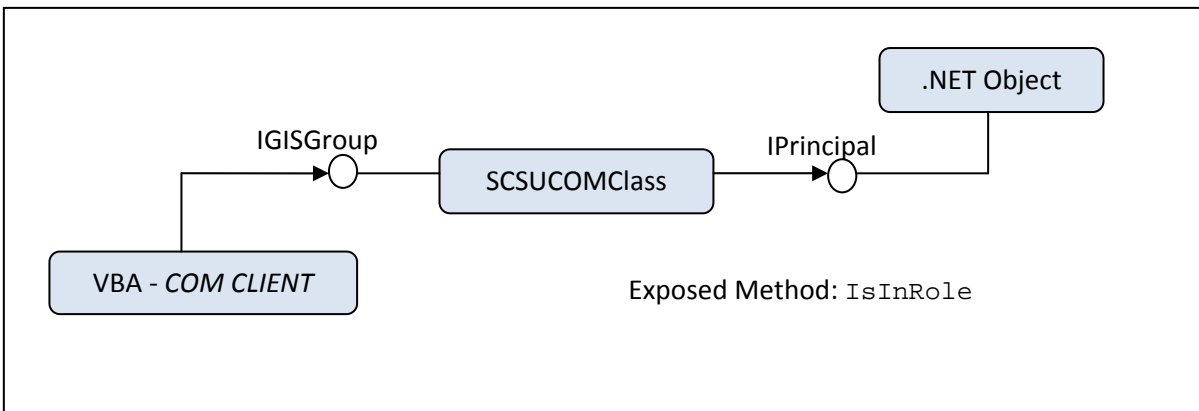 .NET Object
IGISGroup
IPrincipal
SCSUCOMClass
VBA - COM CLIENT
Exposed Method: IsInRole